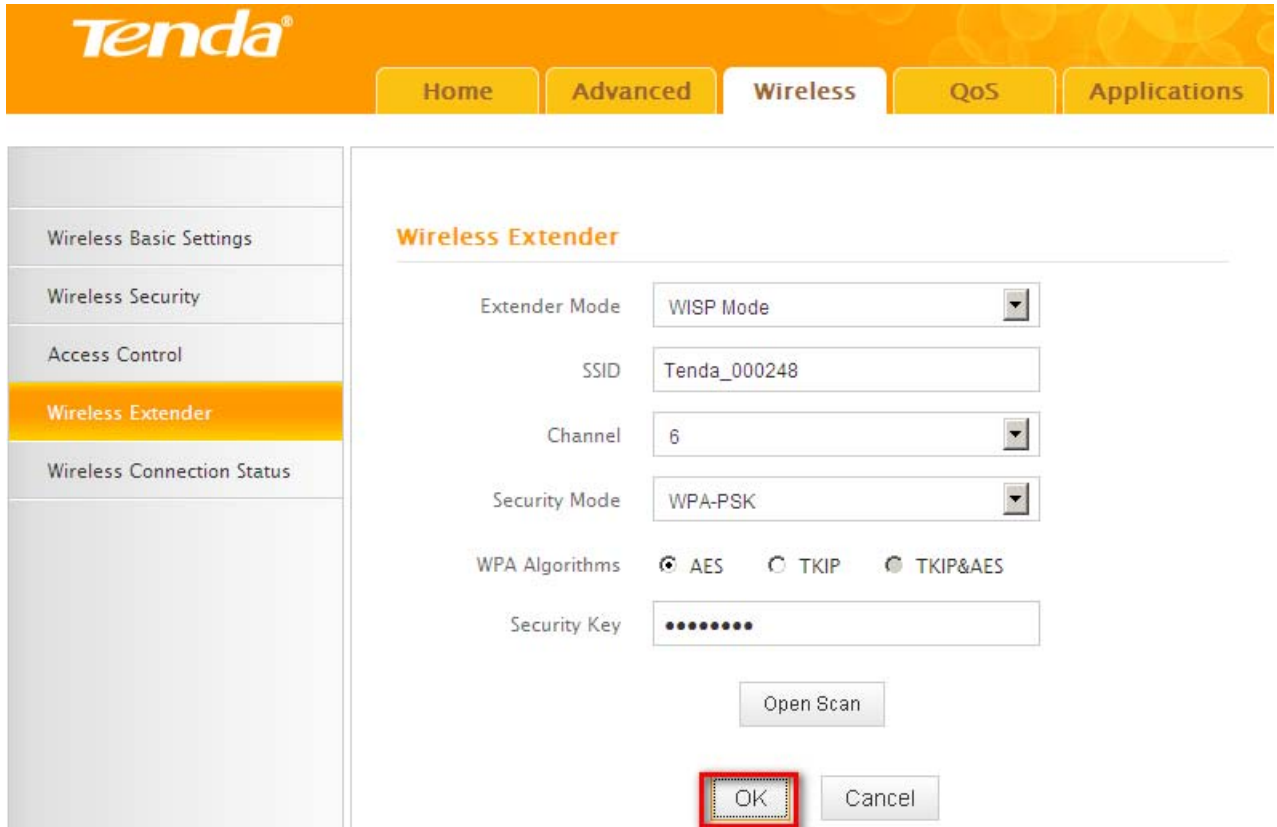 Tenda®
Home Advanced Wireless QoS Applications
Wireless Basic Settings
Wireless Security
Access Control
Wireless Extender
Wireless Connection Status
Wireless Extender
Extender Mode WISP Mode
SSID Tenda_000248
Channel 6
Security Mode WPA-PSK
WPA Algorithms AES TKIP TKIP&AES
Security Key ••••••••
Open Scan
OK Cancel